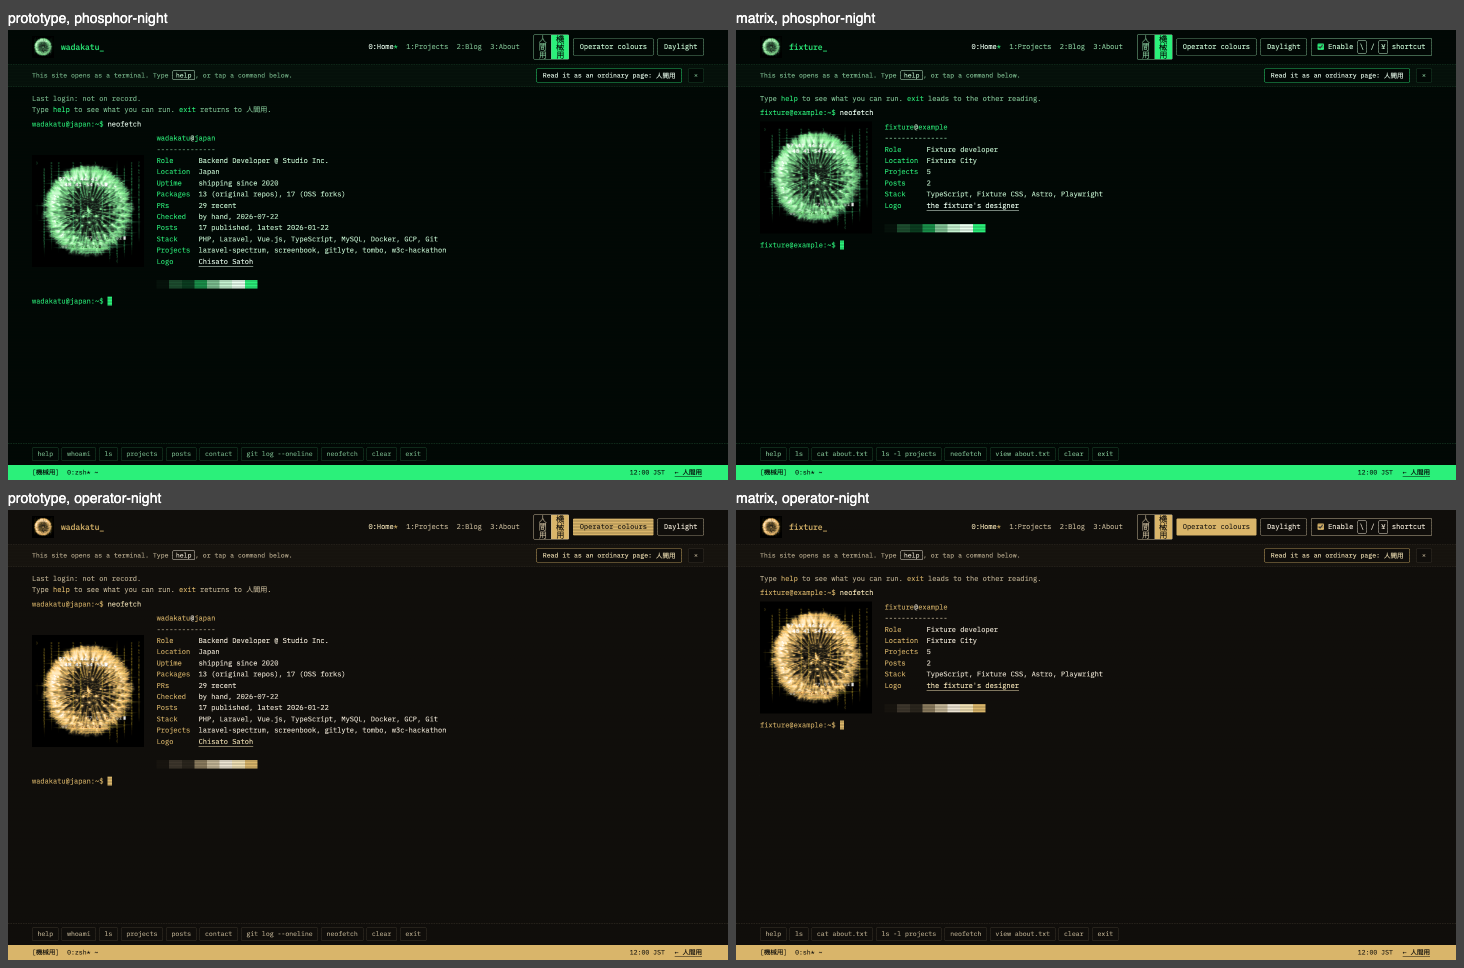 prototype, phosphor-night
wadakatu_ 0:Home* 1:Projects 2:Blog 3:About 人間用 機械用 Operator colours Daylight
This site opens as a terminal. Type help, or tap a command below. Read it as an ordinary page: 人間用 ×
Last login: not on record.
Type help to see what you can run. exit returns to 人間用.
wadakatu@japan:~$ neofetch
wadakatu@japan
--------------
Role Backend Developer @ Studio Inc.
Location Japan
Uptime shipping since 2020
Packages 13 (original repos), 17 (OSS forks)
PRs 29 recent
Checked by hand, 2026-07-22
Posts 17 published, latest 2026-01-22
Stack PHP, Laravel, Vue.js, TypeScript, MySQL, Docker, GCP, Git
Projects laravel-spectrum, screenbook, gitlyte, tombo, w3c-hackathon
Logo Chisato Satoh
wadakatu@japan:~$
help whoami ls projects posts contact git log --oneline neofetch clear exit
[機械用] 0:zsh* ~ 12:00 JST ← 人間用
matrix, phosphor-night
fixture_ 0:Home* 1:Projects 2:Blog 3:About 人間用 機械用 Operator colours Daylight Enable \ / ¥ shortcut
This site opens as a terminal. Type help, or tap a command below. Read it as an ordinary page: 人間用 ×
Type help to see what you can run. exit leads to the other reading.
fixture@example:~$ neofetch
fixture@example
---------------
Role Fixture developer
Location Fixture City
Projects 5
Posts 2
Stack TypeScript, Fixture CSS, Astro, Playwright
Logo the fixture's designer
fixture@example:~$
help ls cat about.txt ls -l projects neofetch view about.txt clear exit
[機械用] 0:sh* ~ 12:00 JST ← 人間用
prototype, operator-night
wadakatu_ 0:Home* 1:Projects 2:Blog 3:About 人間用 機械用 Operator colours Daylight
This site opens as a terminal. Type help, or tap a command below. Read it as an ordinary page: 人間用 ×
Last login: not on record.
Type help to see what you can run. exit returns to 人間用.
wadakatu@japan:~$ neofetch
wadakatu@japan
--------------
Role Backend Developer @ Studio Inc.
Location Japan
Uptime shipping since 2020
Packages 13 (original repos), 17 (OSS forks)
PRs 29 recent
Checked by hand, 2026-07-22
Posts 17 published, latest 2026-01-22
Stack PHP, Laravel, Vue.js, TypeScript, MySQL, Docker, GCP, Git
Projects laravel-spectrum, screenbook, gitlyte, tombo, w3c-hackathon
Logo Chisato Satoh
wadakatu@japan:~$
help whoami ls projects posts contact git log --oneline neofetch clear exit
[機械用] 0:zsh* ~ 12:00 JST ← 人間用
matrix, operator-night
fixture_ 0:Home* 1:Projects 2:Blog 3:About 人間用 機械用 Operator colours Daylight Enable \ / ¥ shortcut
This site opens as a terminal. Type help, or tap a command below. Read it as an ordinary page: 人間用 ×
Type help to see what you can run. exit leads to the other reading.
fixture@example:~$ neofetch
fixture@example
---------------
Role Fixture developer
Location Fixture City
Projects 5
Posts 2
Stack TypeScript, Fixture CSS, Astro, Playwright
Logo the fixture's designer
fixture@example:~$
help ls cat about.txt ls -l projects neofetch view about.txt clear exit
[機械用] 0:sh* ~ 12:00 JST ← 人間用